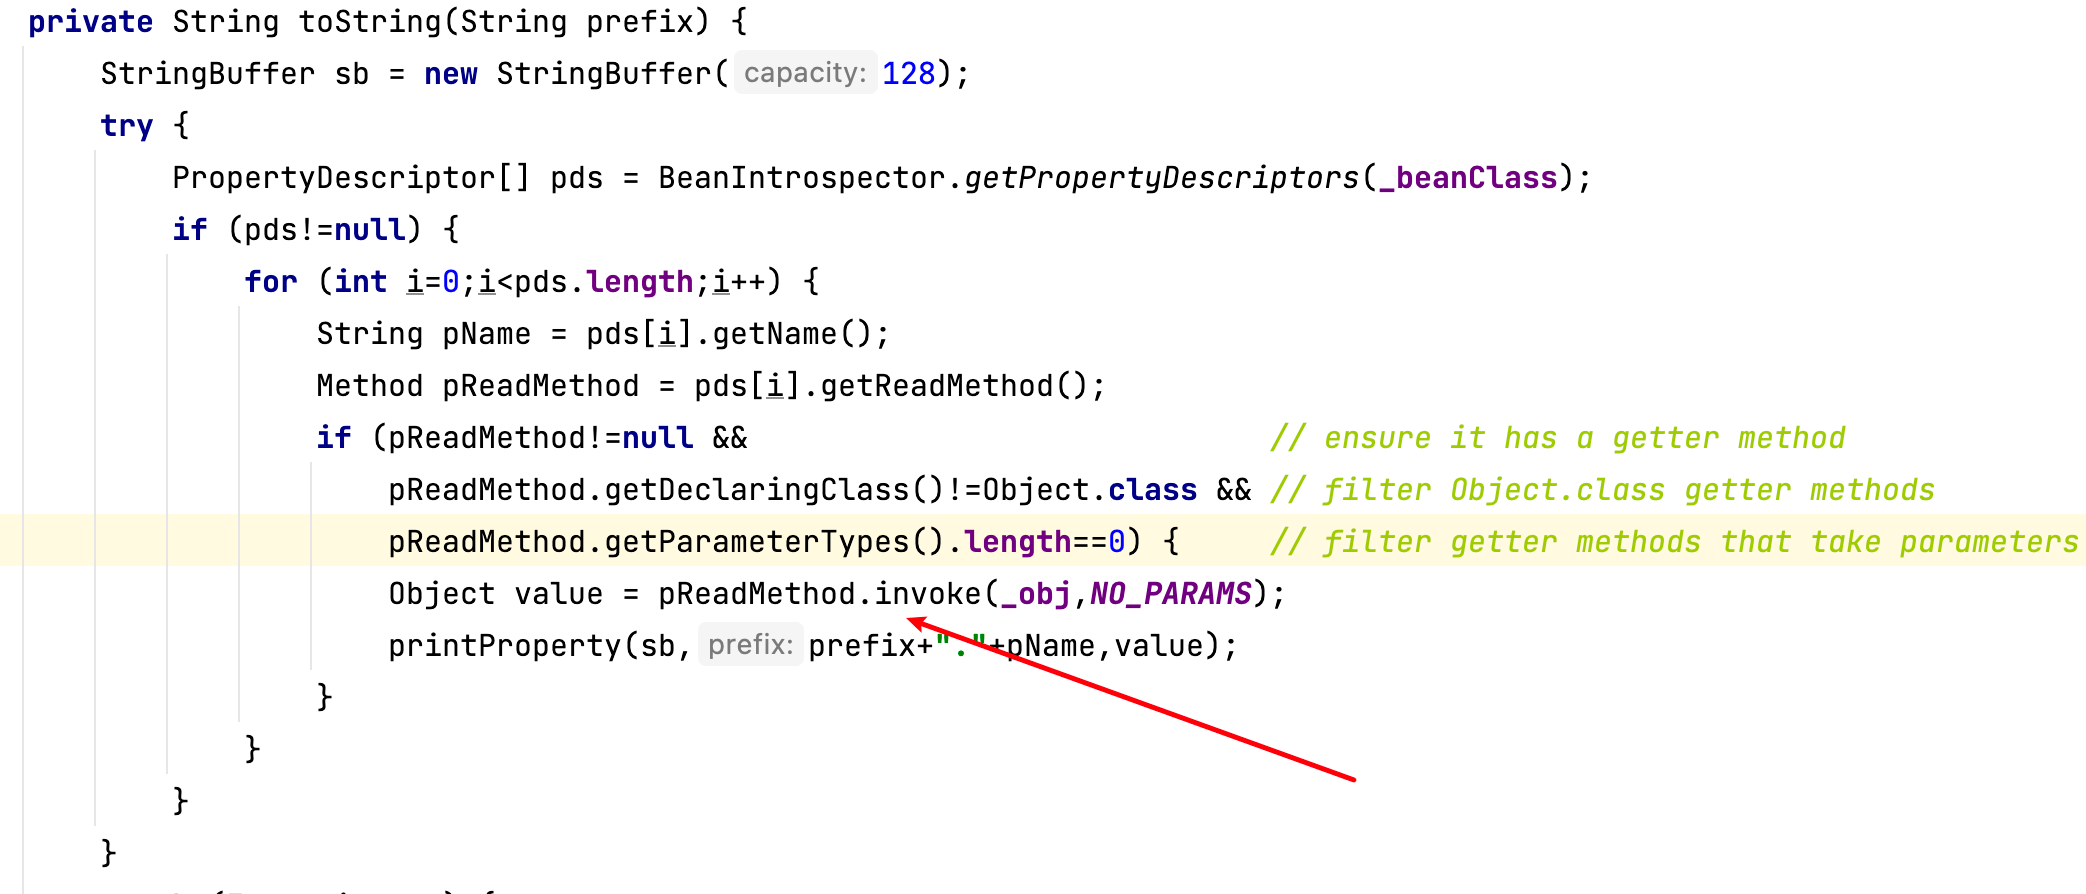 private String toString(String prefix) {
StringBuffer sb = new StringBuffer( capacity: 128);
try {
PropertyDescriptor[] pds = BeanIntrospector.getPropertyDescriptors(_beanClass);
if (pds!=null) {
for (int i=0;i<pds.length;i++) {
String pName = pds[i].getName();
Method pReadMethod = pds[i].getReadMethod();
if (pReadMethod!=null && // ensure it has a getter method
pReadMethod.getDeclaringClass()!=Object.class && // filter Object.class getter methods
pReadMethod.getParameterTypes().length==0) { // filter getter methods that take parameters
Object value = pReadMethod.invoke(_obj,NO_PARAMS);
printProperty(sb, prefix: prefix+"."+pName,value);
}
}
}
}